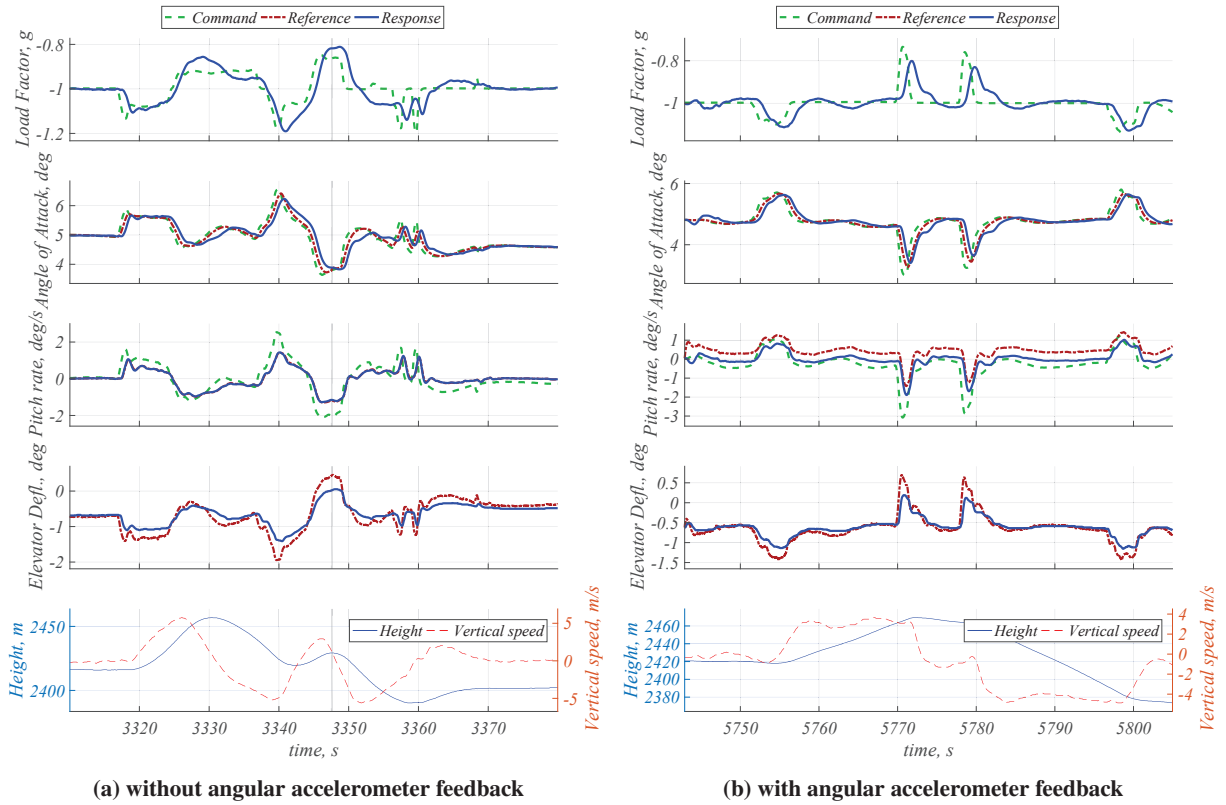 Command Reference Response
Load Factor, g
-0.8
-1
-1.2
Angle of Attack, deg
6
5
4
Pitch rate, deg/s
2
0
-2
Elevator Defl., deg
0
-1
-2
Height, m
2450
2400
Height Vertical speed
5
0
-5
Vertical speed, m/s
3320 3330 3340 3350 3360 3370
time, s
(a) without angular accelerometer feedback
Command Reference Response
Load Factor, g
-0.8
-1
Angle of Attack, deg
6
4
Pitch rate, deg/s
1
0
-1
-2
-3
Elevator Defl., deg
0.5
0
-0.5
-1
-1.5
Height, m
2460
2440
2420
2400
2380
Height Vertical speed
4
2
0
-2
-4
Vertical speed, m/s
5750 5760 5770 5780 5790 5800
time, s
(b) with angular accelerometer feedback